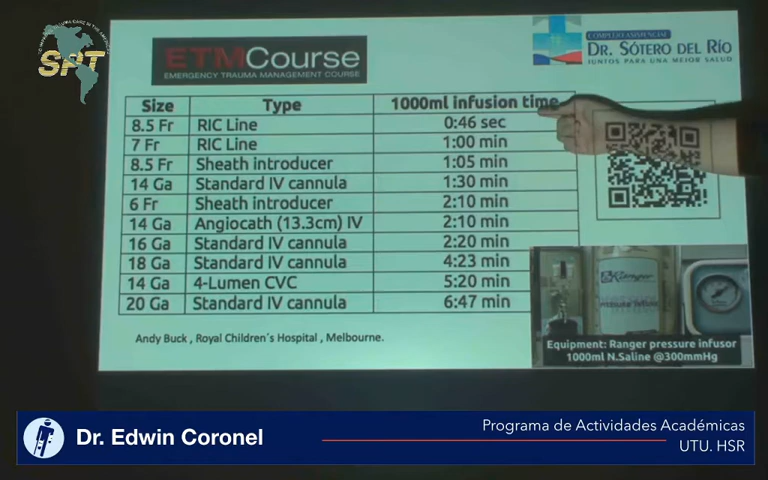 SPT
ETMCourse
EMERGENCY TRAUMA MANAGEMENT COURSE
COMPLEJO ASISTENCIAL
DR. SÓTERO DEL RÍO
JUNTOS PARA UNA MEJOR SALUD
Size Type 1000ml infusion time
8.5 Fr RIC Line 0:46 sec
7 Fr RIC Line 1:00 min
8.5 Fr Sheath introducer 1:05 min
14 Ga Standard IV cannula 1:30 min
6 Fr Sheath introducer 2:10 min
14 Ga Angiocath (13.3cm) IV 2:10 min
16 Ga Standard IV cannula 2:20 min
18 Ga Standard IV cannula 4:23 min
14 Ga 4-Lumen CVC 5:20 min
20 Ga Standard IV cannula 6:47 min
Andy Buck , Royal Children´s Hospital , Melbourne.
Equipment: Ranger pressure infusor
1000ml N.Saline @300mmHg
Dr. Edwin Coronel
Programa de Actividades Académicas
UTU. HSR